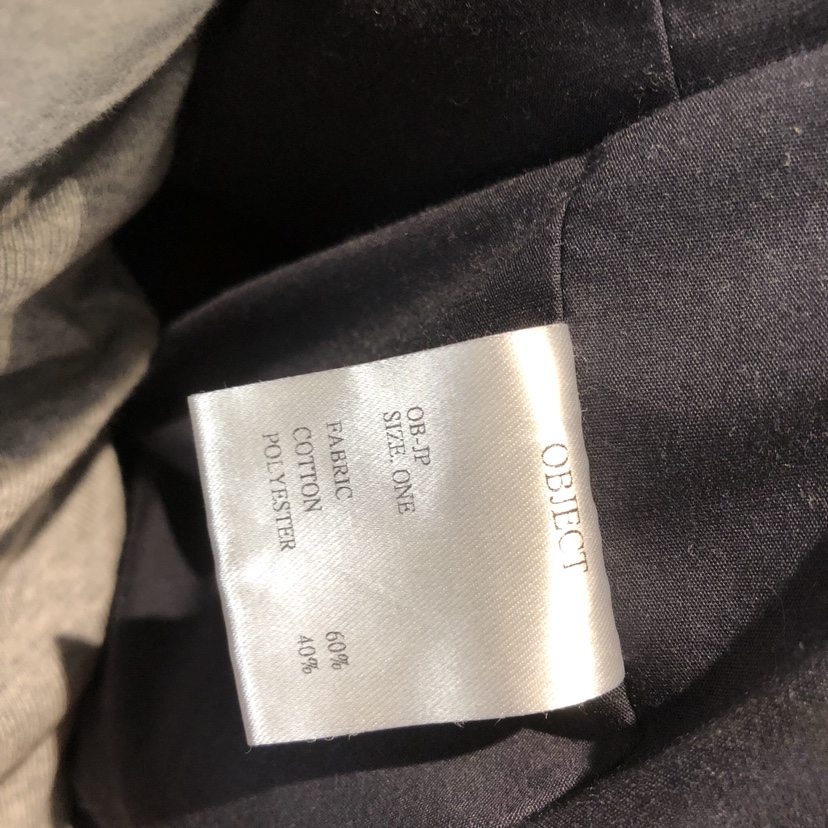 OBJECT
OB-JP
SIZE. ONE
FABRIC
COTTON 60%
POLYESTER 40%